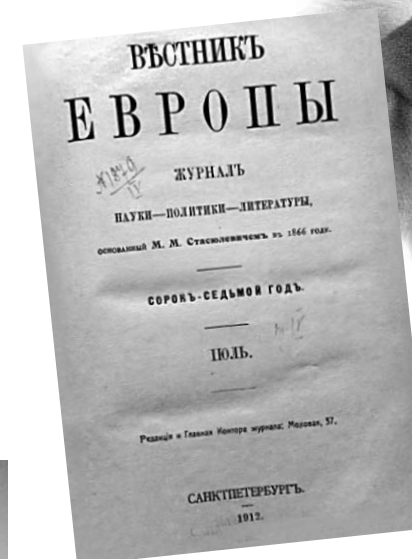 ВѢСТНИКЪ
ЕВРОПЫ
ЖУРНАЛЪ
НАУКИ—ПОЛИТИКИ—ЛИТЕРАТУРЫ,
основанный М. М. Стасюлевичемъ въ 1866 году.
СОРОКЪ-СЕДЬМОЙ ГОДЪ.
ІЮЛЬ.
Редакція и Главная Контора журнала: Моховая, 37.
САНКТПЕТЕРБУРГЪ.
1912.